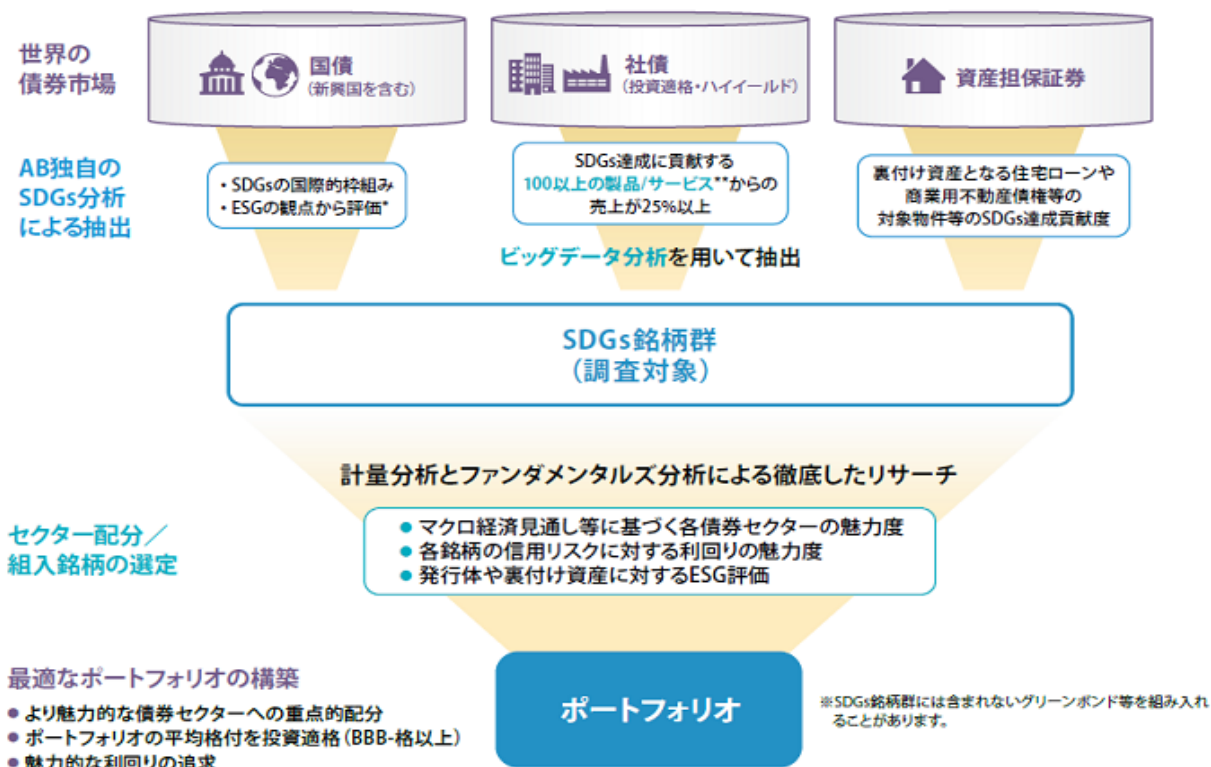 世界の
債券市場
国債
(新興国を含む)
社債
(投資適格・ハイイールド)
資産担保証券
AB独自の
SDGs分析
による抽出
・SDGsの国際的枠組み
・ESGの観点から評価*
SDGs達成に貢献する
100以上の製品/サービス**からの
売上が25%以上
裏付け資産となる住宅ローンや
商業用不動産債権等の
対象物件等のSDGs達成貢献度
ビッグデータ分析を用いて抽出
SDGs銘柄群
(調査対象)
計量分析とファンダメンタルズ分析による徹底したリサーチ
セクター配分／
組入銘柄の選定
● マクロ経済見通し等に基づく各債券セクターの魅力度
● 各銘柄の信用リスクに対する利回りの魅力度
● 発行体や裏付け資産に対するESG評価
最適なポートフォリオの構築
● より魅力的な債券セクターへの重点的配分
● ポートフォリオの平均格付を投資適格(BBB-格以上)
● 魅力的な利回りの追求
ポートフォリオ
※SDGs銘柄群には含まれないグリーンボンド等を組み入れ
ることがあります。